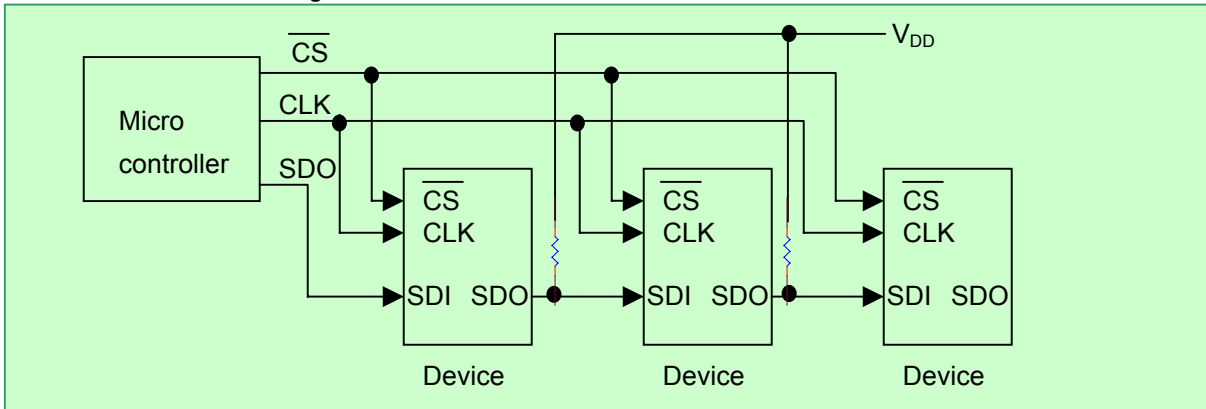 V_DD
CS
CLK
Micro
controller
SDO
CS
CLK
SDI SDO
CS
CLK
SDI SDO
CS
CLK
SDI SDO
Device
Device
Device